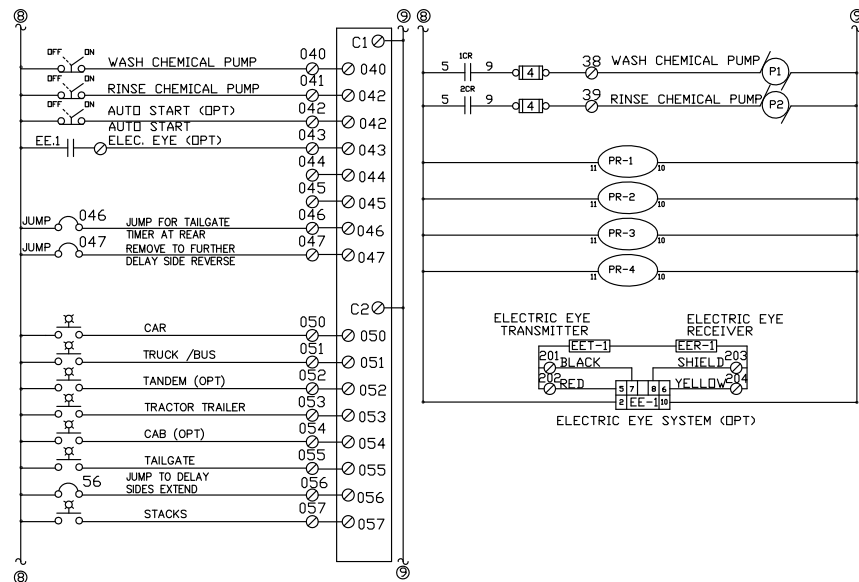 8
9
8
9
C1
OFF ON WASH CHEMICAL PUMP 040 040
OFF ON RINSE CHEMICAL PUMP 041 042
OFF ON AUTO START (OPT) 042 042
AUTO START
EE.1 ELEC. EYE (OPT) 043 043
044 044
045 045
JUMP 046 JUMP FOR TAILGATE 046 046
TIMER AT REAR
JUMP 047 REMOVE TO FURTHER 047 047
DELAY SIDE REVERSE
C2
CAR 050 050
TRUCK /BUS 051 051
TANDEM (OPT) 052 052
TRACTOR TRAILER 053 053
CAB (OPT) 054 054
TAILGATE 055 055
56 JUMP TO DELAY 056 056
SIDES EXTEND
STACKS 057 057
8
9
5 1CR 9 4 38 WASH CHEMICAL PUMP P1
5 2CR 9 4 39 RINSE CHEMICAL PUMP P2
11 PR-1 10
11 PR-2 10
11 PR-3 10
11 PR-4 10
ELECTRIC EYE
TRANSMITTER
ELECTRIC EYE
RECEIVER
EET-1 EER-1
201 BLACK SHIELD 203
202 RED 5 7 8 6 YELLOW 204
2 EE-1 10
ELECTRIC EYE SYSTEM (OPT)